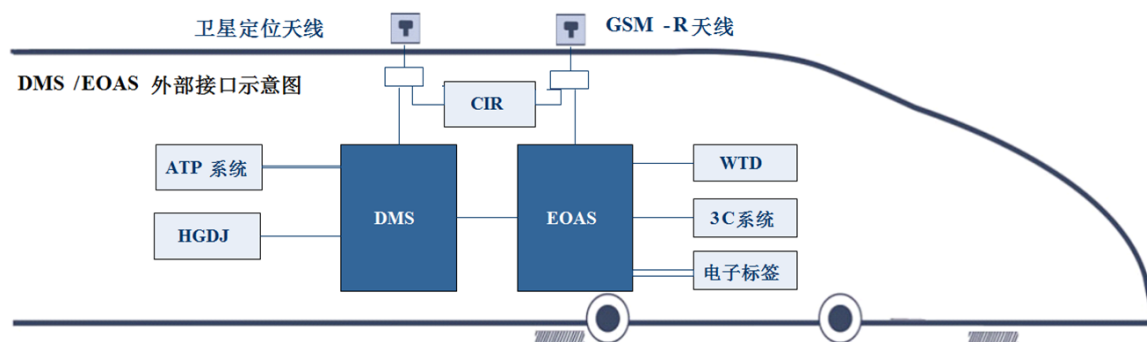 卫星定位天线
GSM -R天线
DMS /EOAS 外部接口示意图
CIR
ATP 系统
WTD
DMS
EOAS
3C系统
HGDJ
电子标签